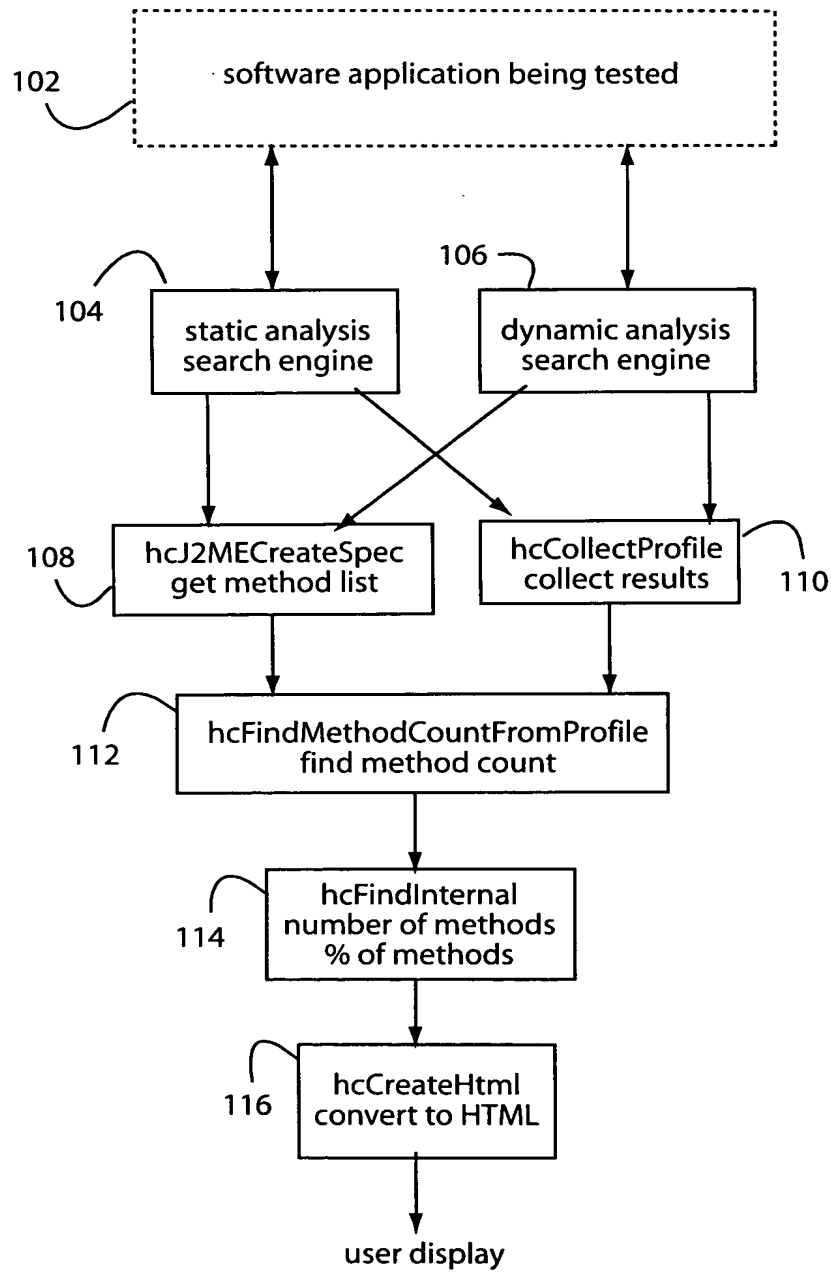 software application being tested
102
104
static analysis
search engine
106
dynamic analysis
search engine
108
hcJ2MECreateSpec
get method list
hcCollectProfile
collect results
110
112
hcFindMethodCountFromProfile
find method count
114
hcFindInternal
number of methods
% of methods
116
hcCreateHtml
convert to HTML
user display